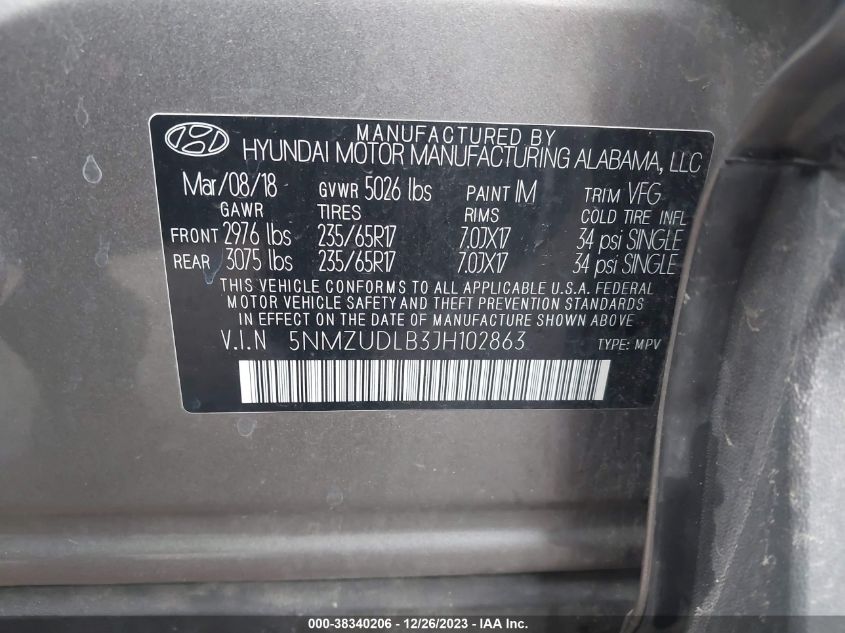 MANUFACTURED BY
HYUNDAI MOTOR MANUFACTURING ALABAMA, LLC
Mar/08/18 GVWR 5026 lbs PAINT IM TRIM VFG
GAWR TIRES RIMS COLD TIRE INFL
FRONT 2976 lbs 235/65R17 7.0JX17 34 psi SINGLE
REAR 3075 lbs 235/65R17 7.0JX17 34 psi SINGLE
THIS VEHICLE CONFORMS TO ALL APPLICABLE U.S.A. FEDERAL
MOTOR VEHICLE SAFETY AND THEFT PREVENTION STANDARDS
IN EFFECT ON THE DATE OF MANUFACTURE SHOWN ABOVE
V.I.N 5NMZUDLB3JH102863 TYPE: MPV
000-38340206 - 12/26/2023 - IAA Inc.